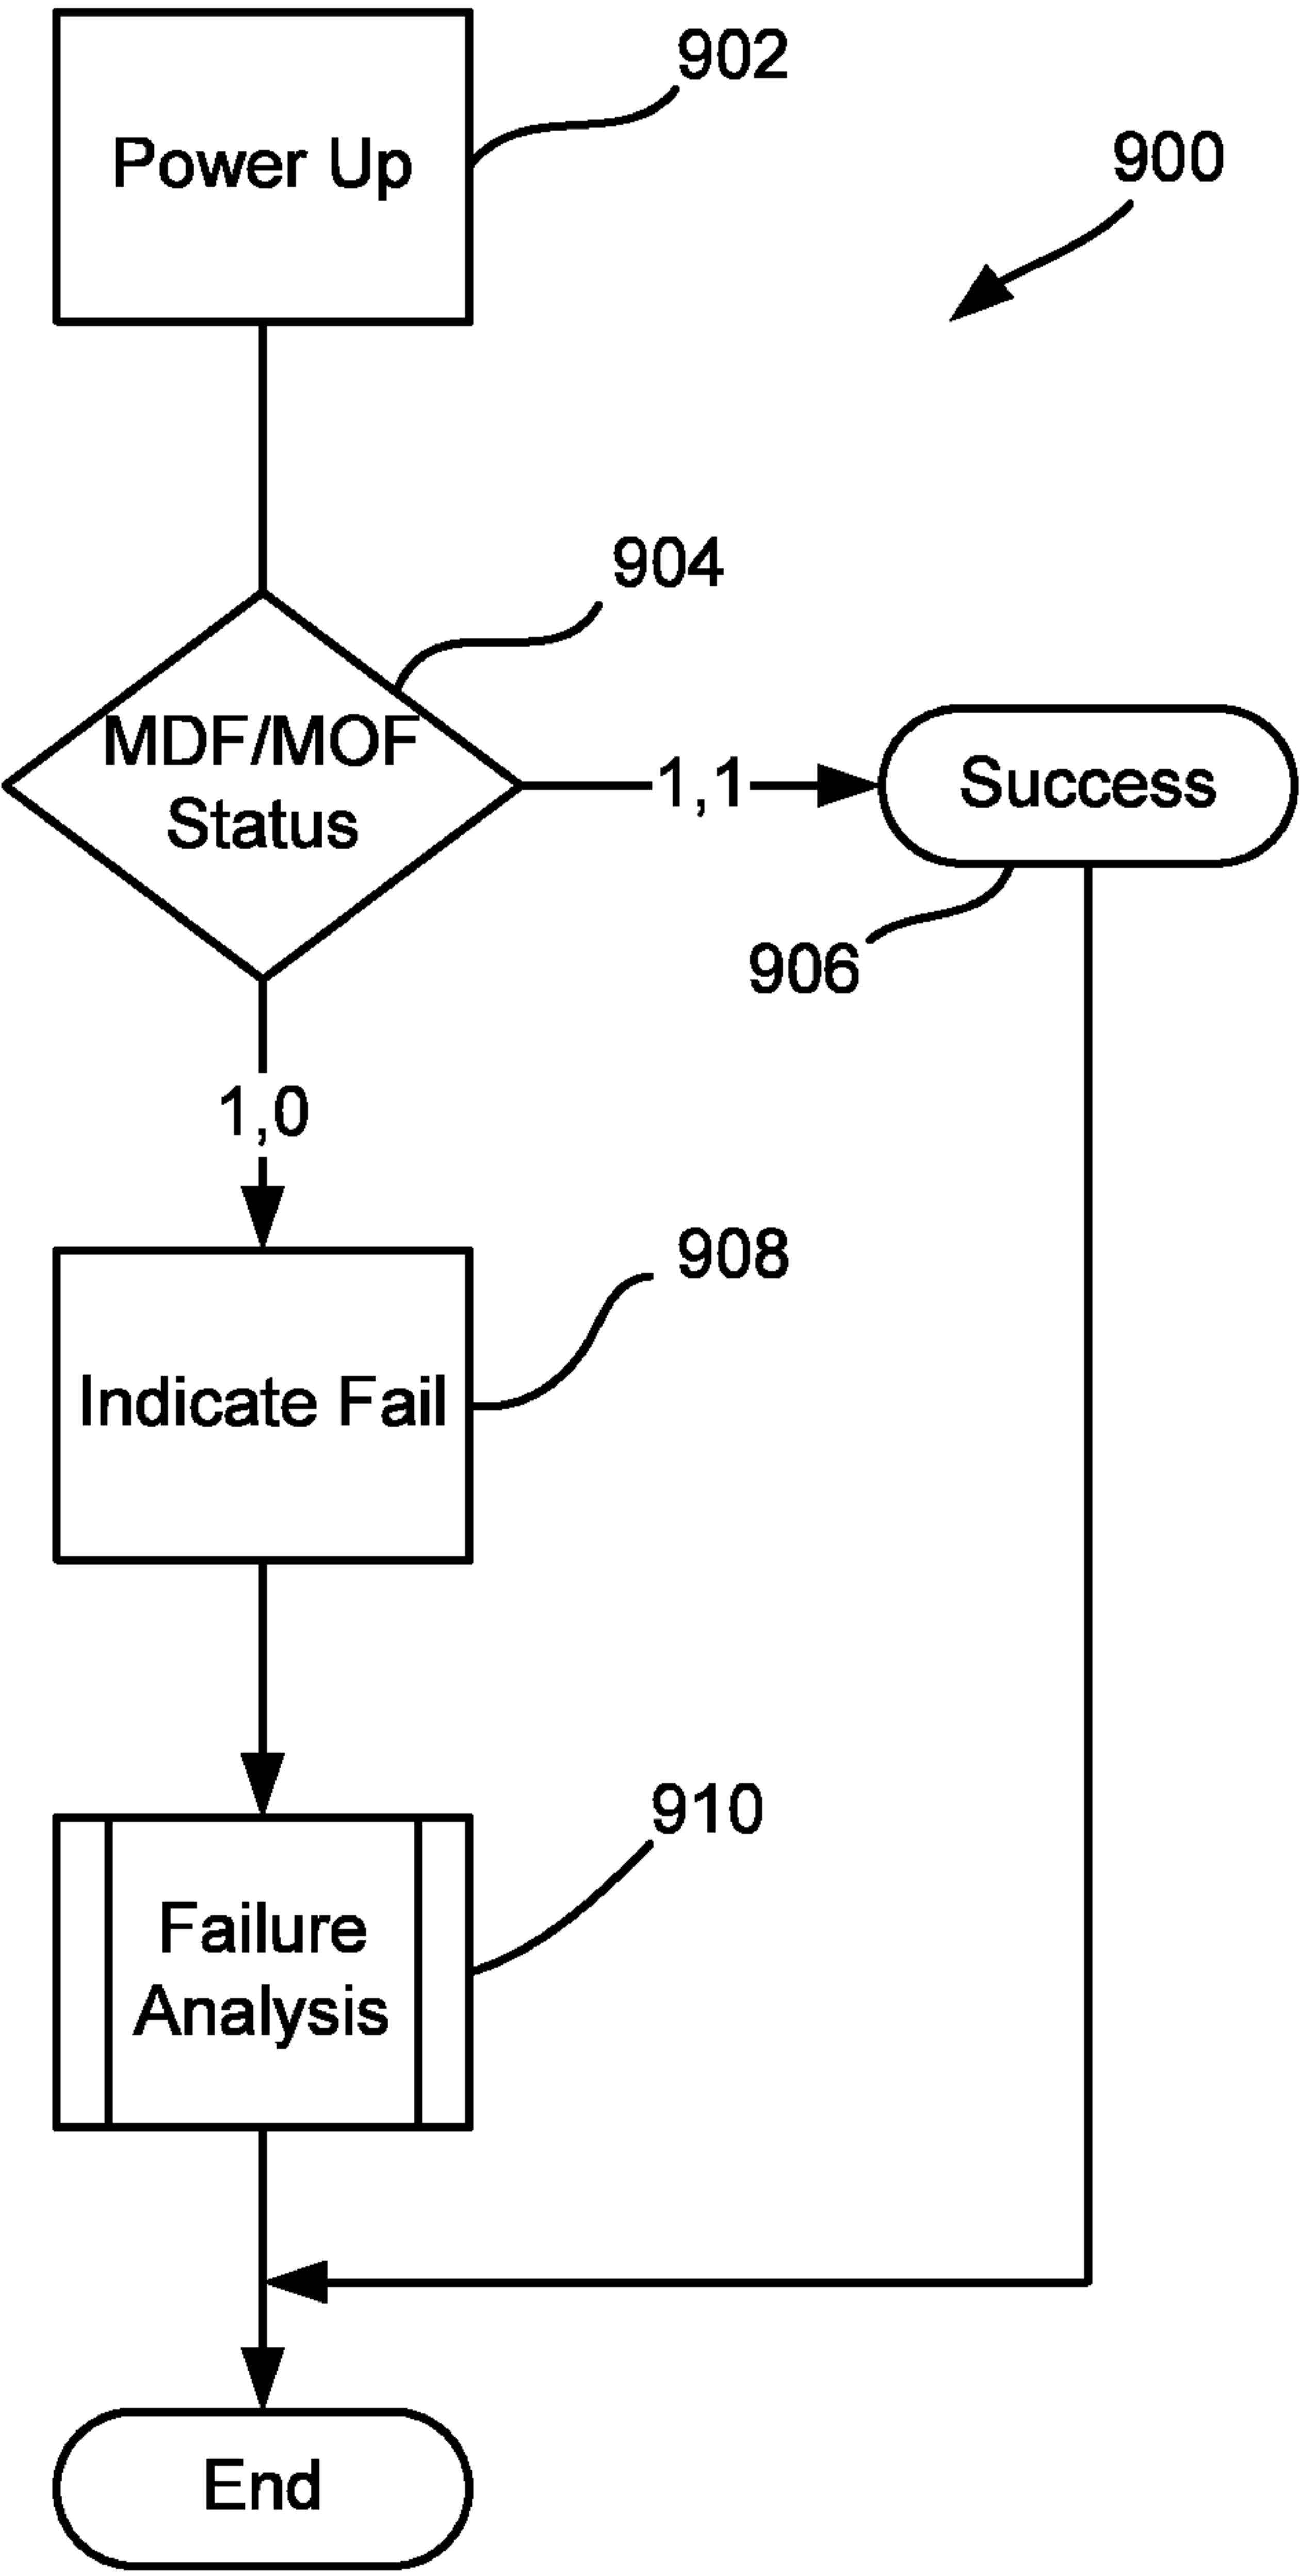 902
Power Up
900
904
MDF/MOF
Status
1,1
Success
906
1,0
908
Indicate Fail
910
Failure
Analysis
End